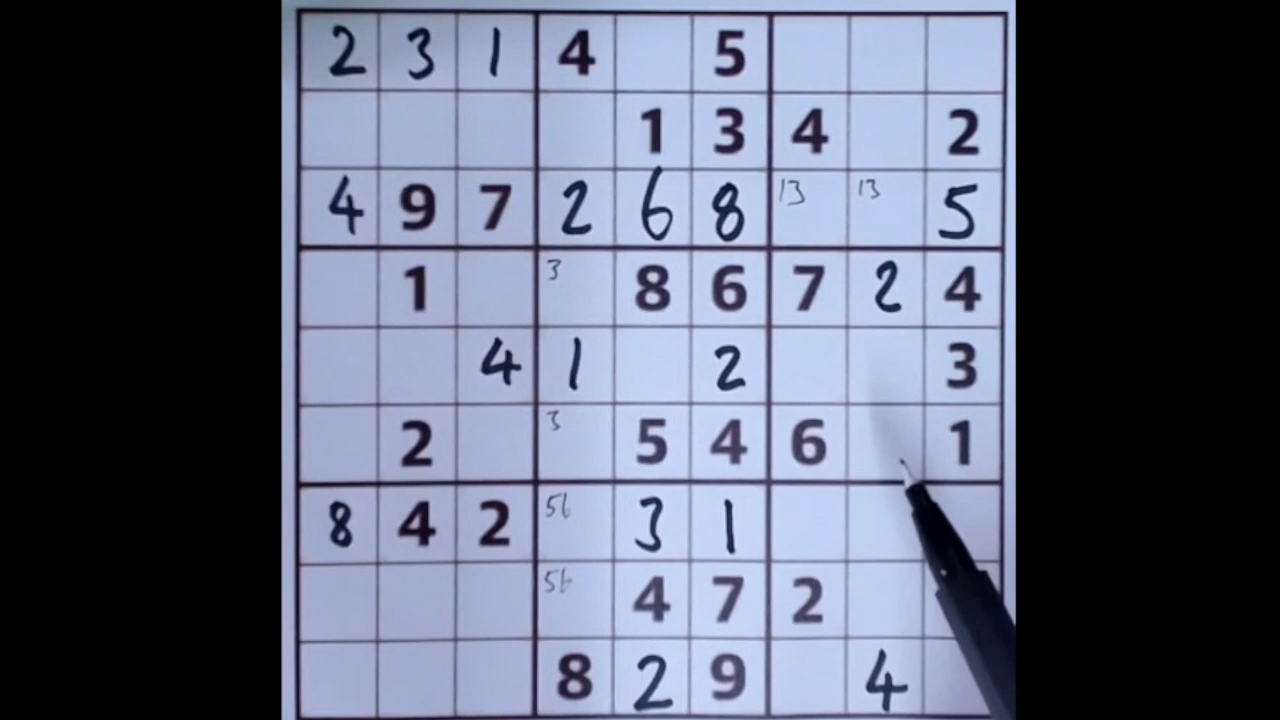 2 3 1 4 5
1 3 4 2
4 9 7 2 6 8 13 13 5
1 3 8 6 7 2 4
4 1 2 3
2 3 5 4 6 1
8 4 2 56 3 1
56 4 7 2
8 2 9 4